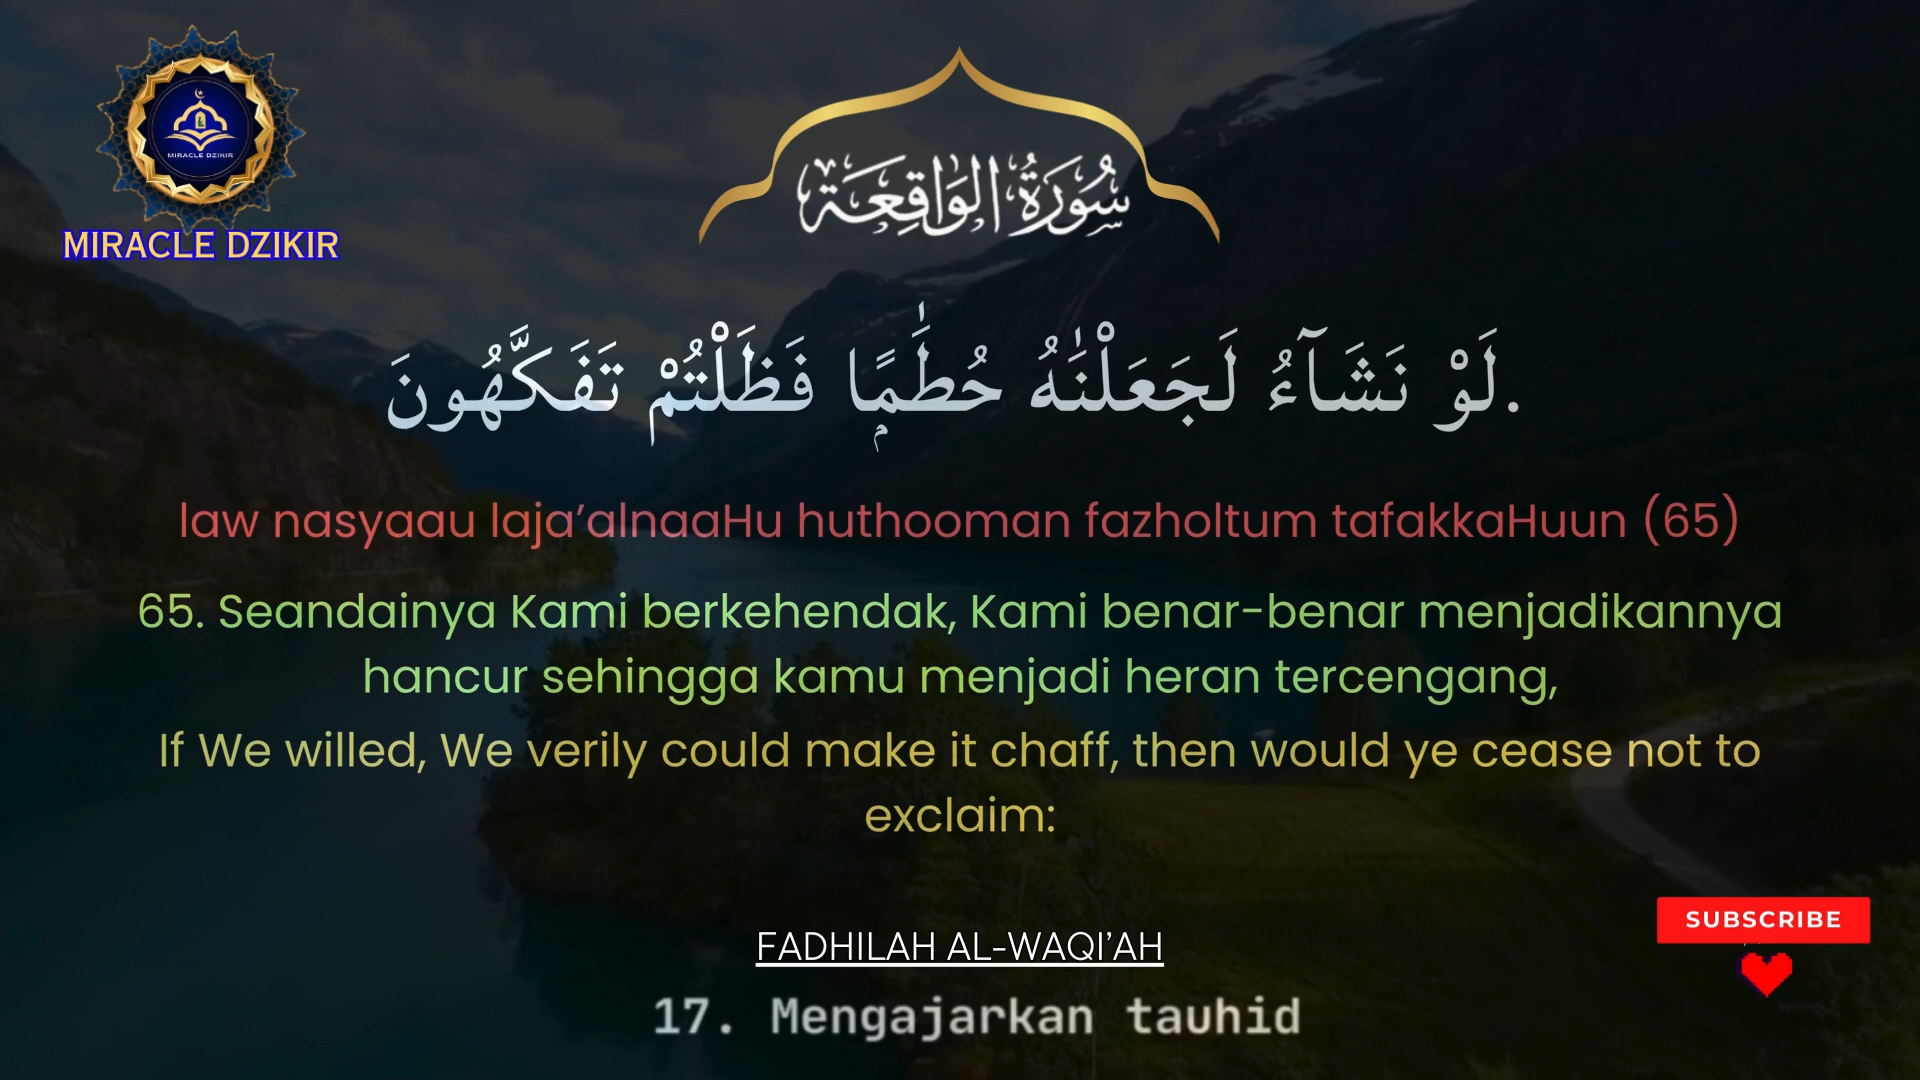 MIRACLE DZIKIR
MIRACLE DZIKIR
سُورَةُ الوَاقِعَة
لَوْ نَشَآءُ لَجَعَلْنَٰهُ حُطَٰمًۭا فَظَلْتُمْ تَفَكَّهُونَ.
law nasyaau laja’alnaaHu huthooman fazholtum tafakkaHuun (65)
65. Seandainya Kami berkehendak, Kami benar-benar menjadikannya
hancur sehingga kamu menjadi heran tercengang,
If We willed, We verily could make it chaff, then would ye cease not to
exclaim:
FADHILAH AL-WAQI’AH
SUBSCRIBE
17. Mengajarkan tauhid